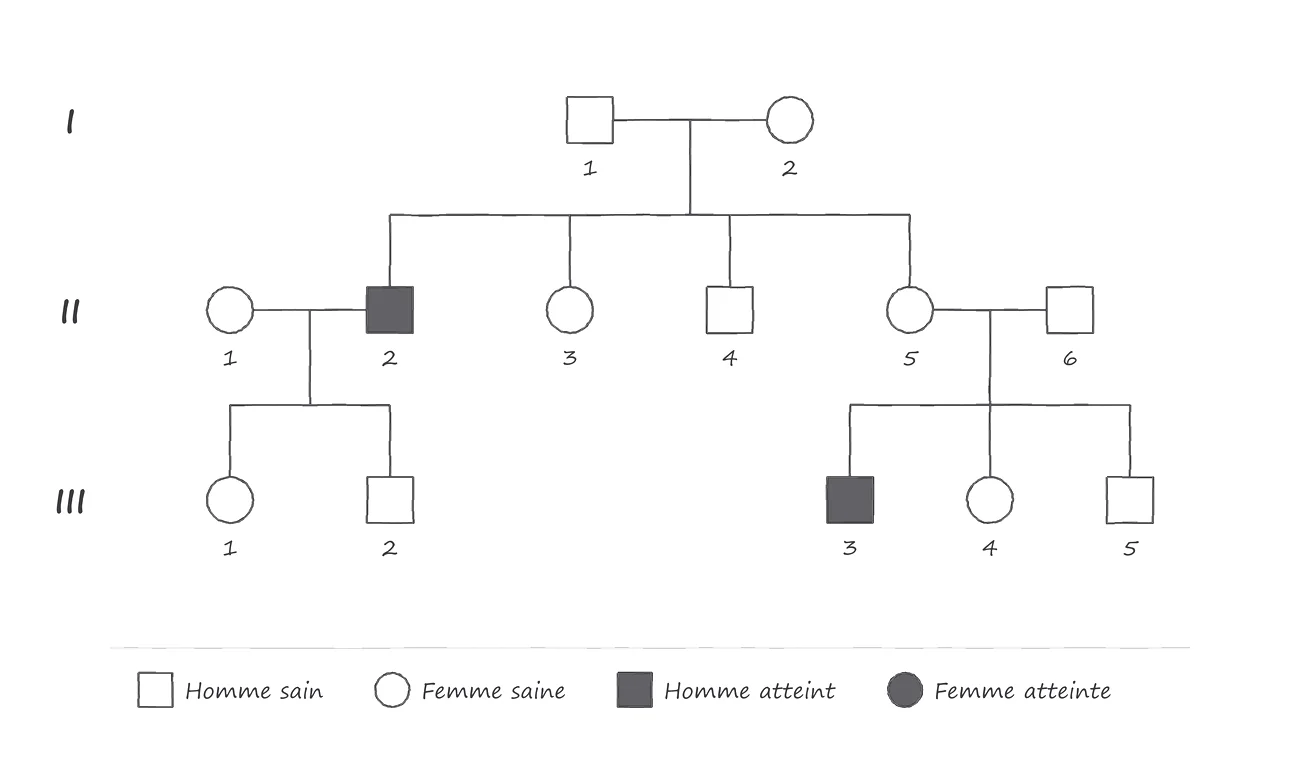 I
1 2
II
1 2 3 4 5 6
III
1 2 3 4 5
Homme sain Femme saine Homme atteint Femme atteinte